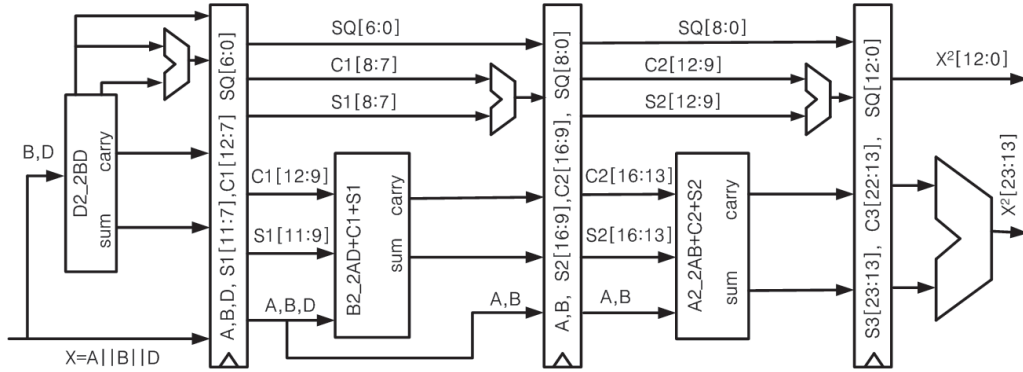 B,D
D2_2BD
carry
sum
X=A||B||D
A,B,D, S1[11:7],C1[12:7] SQ[6:0]
SQ[6:0]
C1[8:7]
S1[8:7]
C1[12:9]
S1[11:9]
A,B,D
B2_2AD+C1+S1
carry
sum
A,B
A,B, S2[16:9],C2[16:9], SQ[8:0]
SQ[8:0]
C2[12:9]
S2[12:9]
C2[16:13]
S2[16:13]
A,B
A2_2AB+C2+S2
carry
sum
S3[23:13], C3[22:13] SQ[12:0]
X²[12:0]
X²[23:13]